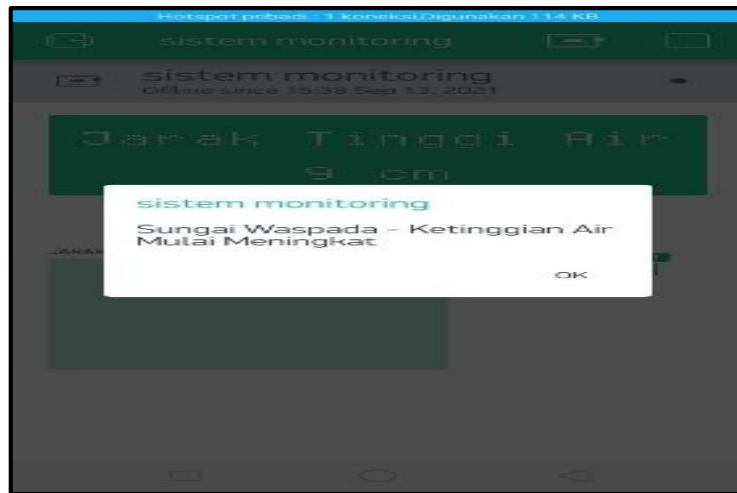 Hotspot pribadi : 1 koneksi,Digunakan 114 KB
sistem monitoring
sistem monitoring
Offline since 15:38 Sep 13, 2021
Jarak Tinggi Air
9 cm
sistem monitoring
Sungai Waspada - Ketinggian Air
Mulai Meningkat
OK